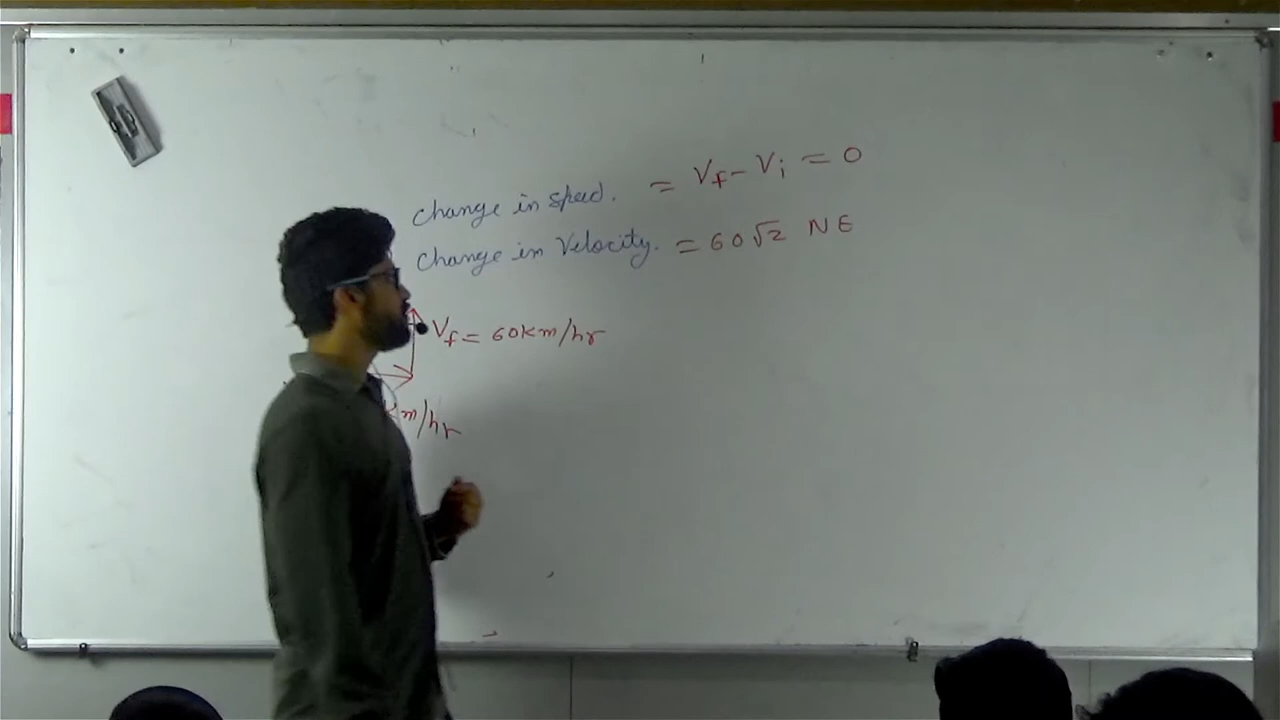 Change in speed. = Vf - Vi = 0
Change in Velocity. = 60√2 NE
Vf = 60km/hr
km/hr